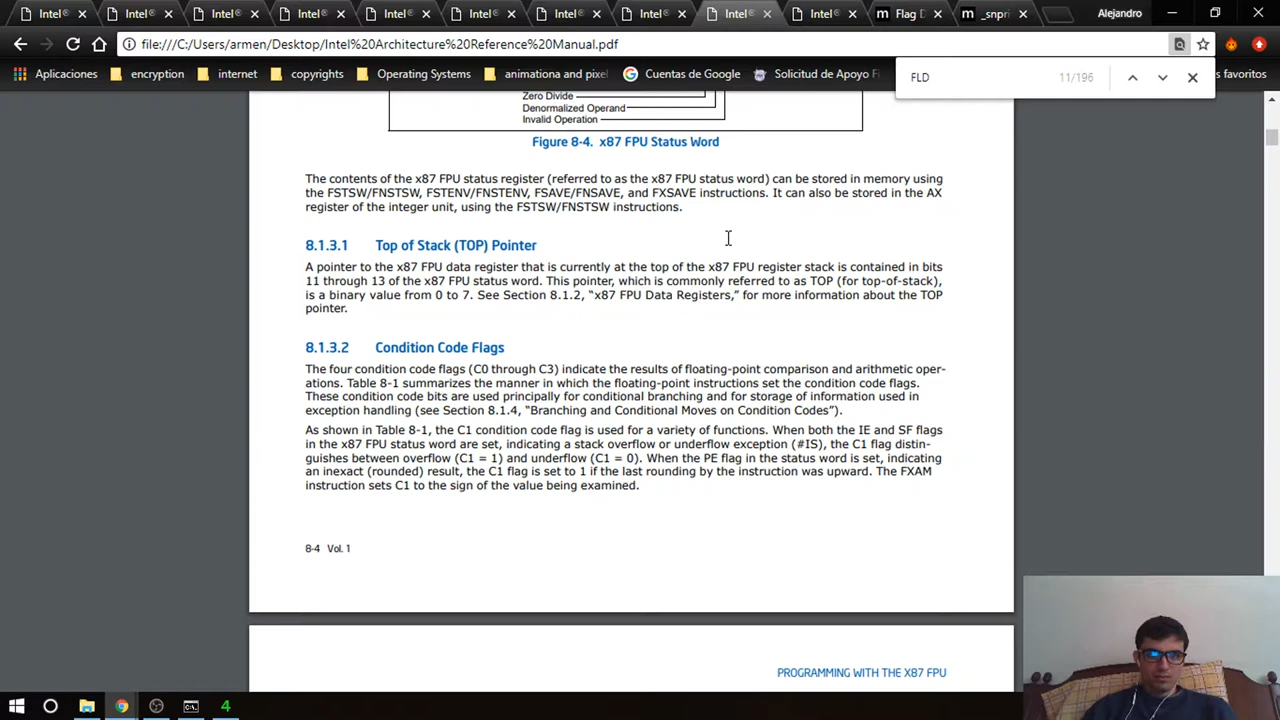 Intel® Intel® Intel® Intel® Intel® Intel® Intel® Intel® Intel® Intel® Flag D _snpri Alejandro
file:///C:/Users/armen/Desktop/Intel%20Architecture%20Reference%20Manual.pdf
Aplicaciones encryption internet copyrights Operating Systems animationa and pixel Cuentas de Google Solicitud de Apoyo Fi s favoritos
FLD 11/196
Zero Divide
Denormalized Operand
Invalid Operation
Figure 8-4. x87 FPU Status Word
The contents of the x87 FPU status register (referred to as the x87 FPU status word) can be stored in memory using
the FSTSW/FNSTSW, FSTENV/FNSTENV, FSAVE/FNSAVE, and FXSAVE instructions. It can also be stored in the AX
register of the integer unit, using the FSTSW/FNSTSW instructions.
8.1.3.1 Top of Stack (TOP) Pointer
A pointer to the x87 FPU data register that is currently at the top of the x87 FPU register stack is contained in bits
11 through 13 of the x87 FPU status word. This pointer, which is commonly referred to as TOP (for top-of-stack),
is a binary value from 0 to 7. See Section 8.1.2, “x87 FPU Data Registers,” for more information about the TOP
pointer.
8.1.3.2 Condition Code Flags
The four condition code flags (C0 through C3) indicate the results of floating-point comparison and arithmetic oper-
ations. Table 8-1 summarizes the manner in which the floating-point instructions set the condition code flags.
These condition code bits are used principally for conditional branching and for storage of information used in
exception handling (see Section 8.1.4, “Branching and Conditional Moves on Condition Codes”).
As shown in Table 8-1, the C1 condition code flag is used for a variety of functions. When both the IE and SF flags
in the x87 FPU status word are set, indicating a stack overflow or underflow exception (#IS), the C1 flag distin-
guishes between overflow (C1 = 1) and underflow (C1 = 0). When the PE flag in the status word is set, indicating
an inexact (rounded) result, the C1 flag is set to 1 if the last rounding by the instruction was upward. The FXAM
instruction sets C1 to the sign of the value being examined.
8-4 Vol. 1
PROGRAMMING WITH THE X87 FPU